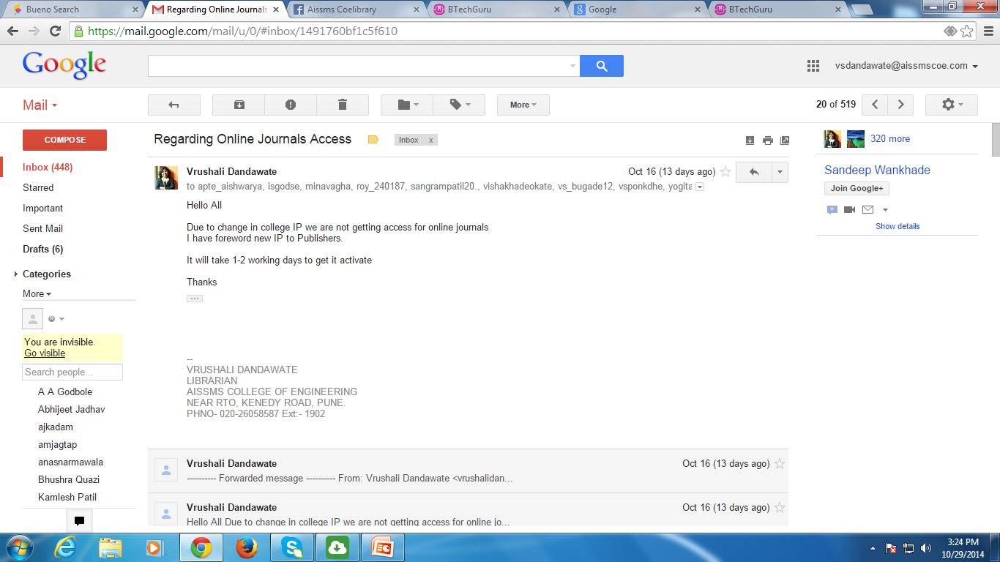 Bueno Search
Regarding Online Journals
Aissms Coelibrary
BTechGuru
Google
BTechGuru
https://mail.google.com/mail/u/0/#inbox/1491760bf1c5f610
Google
vsdandawate@aissmscoe.com
Mail
More
20 of 519
COMPOSE
Inbox (448)
Starred
Important
Sent Mail
Drafts (6)
Categories
More
You are invisible.
Go visible
Search people...
A A Godbole
Abhijeet Jadhav
ajkadam
amjagtap
anasnarmawala
Bhushra Quazi
Kamlesh Patil
Regarding Online Journals Access
Inbox x
Vrushali Dandawate
Oct 16 (13 days ago)
to apte_aishwarya, isgodse, minavagha, roy_240187, sangrampatil20., vishakhadeokate, vs_bugade12, vsponkdhe, yogita
Hello All
Due to change in college IP we are not getting access for online journals
I have foreword new IP to Publishers.
It will take 1-2 working days to get it activate
Thanks
...
--
VRUSHALI DANDAWATE
LIBRARIAN
AISSMS COLLEGE OF ENGINEERING
NEAR RTO, KENEDY ROAD, PUNE.
PHNO- 020-26058587 Ext:- 1902
Vrushali Dandawate
Oct 16 (13 days ago)
---------- Forwarded message ---------- From: Vrushali Dandawate <vrushalidan...
Vrushali Dandawate
Oct 16 (13 days ago)
Hello All Due to change in college IP we are not getting access for online jo...
320 more
Sandeep Wankhade
Join Google+
Show details
3:24 PM
10/29/2014